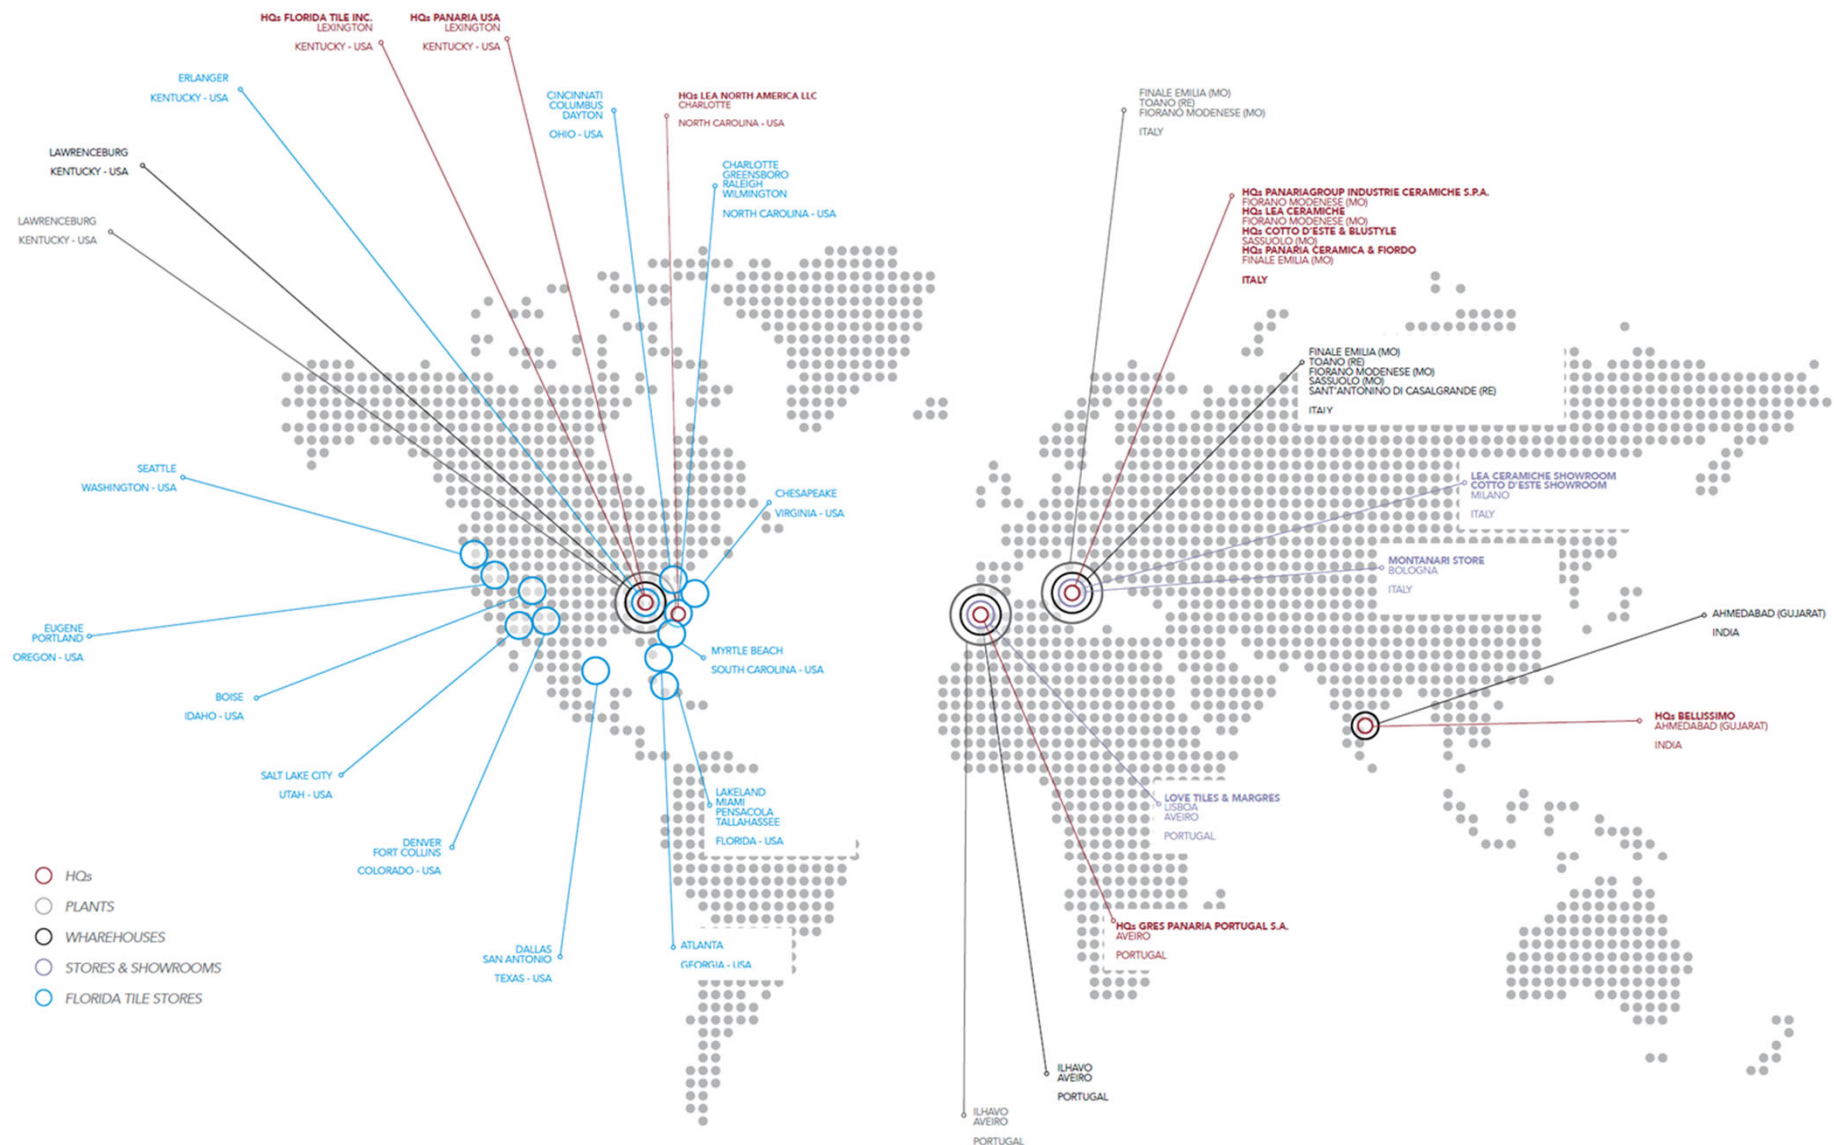 HQs FLORIDA TILE INC.
LEXINGTON
KENTUCKY - USA
HQs PANARIA USA
LEXINGTON
KENTUCKY - USA
ERLANGER
KENTUCKY - USA
CINCINNATI
COLUMBUS
DAYTON
OHIO - USA
HQs LEA NORTH AMERICA LLC
CHARLOTTE
NORTH CAROLINA - USA
FINALE EMILIA (MO)
TOANO (RE)
FIORANO MODENESE (MO)
ITALY
LAWRENCEBURG
KENTUCKY - USA
CHARLOTTE
GREENSBORO
RALEIGH
WILMINGTON
NORTH CAROLINA - USA
LAWRENCEBURG
KENTUCKY - USA
HQs PANARIAGROUP INDUSTRIE CERAMICHE S.P.A.
FIORANO MODENESE (MO)
HQs LEA CERAMICHE
FIORANO MODENESE (MO)
HQs COTTO D'ESTE & BLUSTYLE
SASSUOLO (MO)
HQs PANARIA CERAMICA & FIORDO
FINALE EMILIA (MO)
ITALY
FINALE EMILIA (MO)
TOANO (RE)
FIORANO MODENESE (MO)
SASSUOLO (MO)
SANT'ANTONINO DI CASALGRANDE (RE)
ITALY
SEATTLE
WASHINGTON - USA
CHESAPEAKE
VIRGINIA - USA
LEA CERAMICHE SHOWROOM
COTTO D'ESTE SHOWROOM
MILANO
ITALY
MONTANARI STORE
BOLOGNA
ITALY
EUGENE
PORTLAND
OREGON - USA
MYRTLE BEACH
SOUTH CAROLINA - USA
AHMEDABAD (GUJARAT)
INDIA
BOISE
IDAHO - USA
HQs BELLISSIMO
AHMEDABAD (GUJARAT)
INDIA
SALT LAKE CITY
UTAH - USA
LAKELAND
MIAMI
PENSACOLA
TALLAHASSEE
FLORIDA - USA
LOVE TILES & MARGRES
LISBOA
AVEIRO
PORTUGAL
DENVER
FORT COLLINS
COLORADO - USA
HQs GRES PANARIA PORTUGAL S.A.
AVEIRO
PORTUGAL
DALLAS
SAN ANTONIO
TEXAS - USA
ATLANTA
GEORGIA - USA
HQs
PLANTS
WHAREHOUSES
STORES & SHOWROOMS
FLORIDA TILE STORES
ILHAVO
AVEIRO
PORTUGAL
ILHAVO
AVEIRO
PORTUGAL